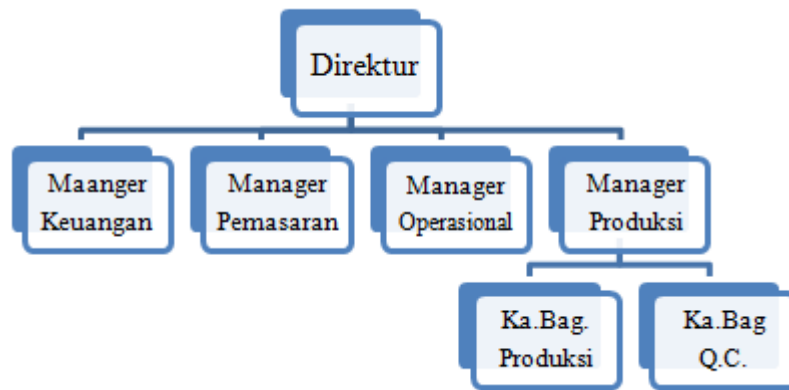 Direktur
Maanger
Keuangan
Manager
Pemasaran
Manager
Operasional
Manager
Produksi
Ka.Bag.
Produksi
Ka.Bag
Q.C.